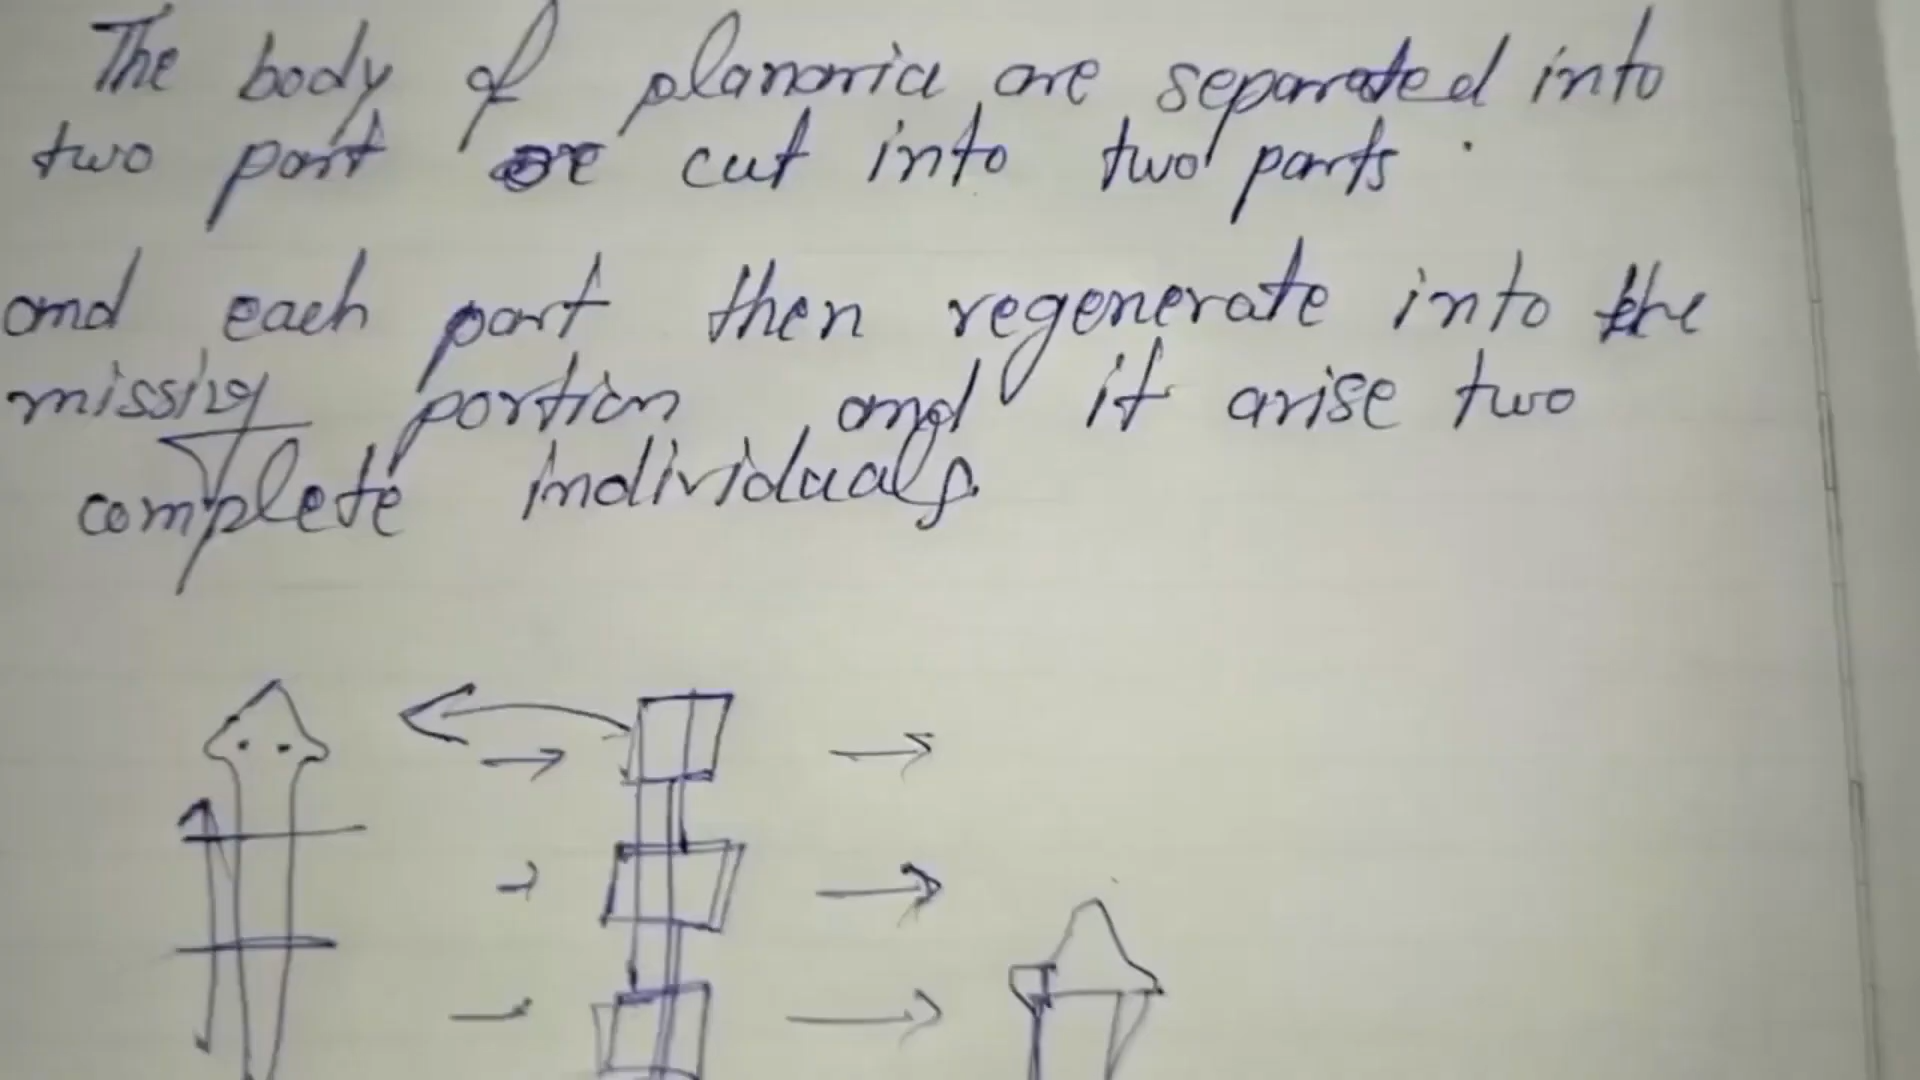 The body of planaria are separated into
two part or cut into two parts.
and each part then regenerate into the
missing portion and it arise two
complete individuals.